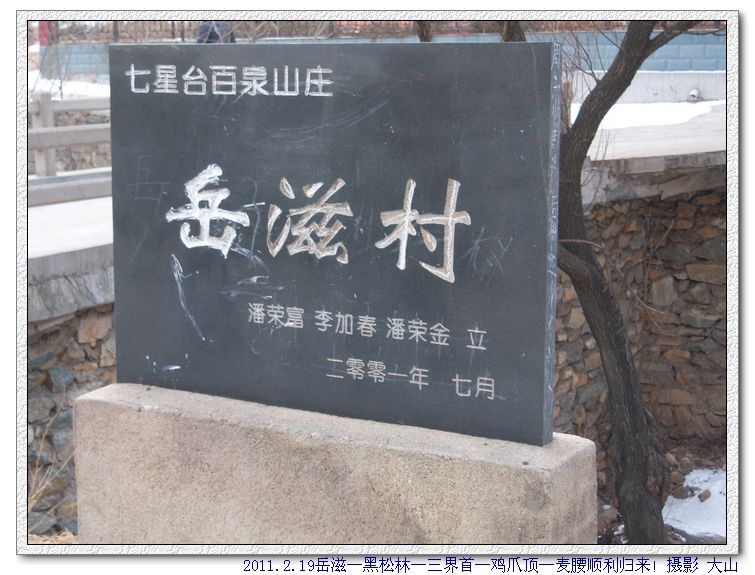 七星台百泉山庄
岳滋村
潘荣富 李加春 潘荣金 立
二零零一年 七月
2011.2.19岳滋—黑松林—三界首—鸡爪顶—麦腰顺利归来! 摄影 大山